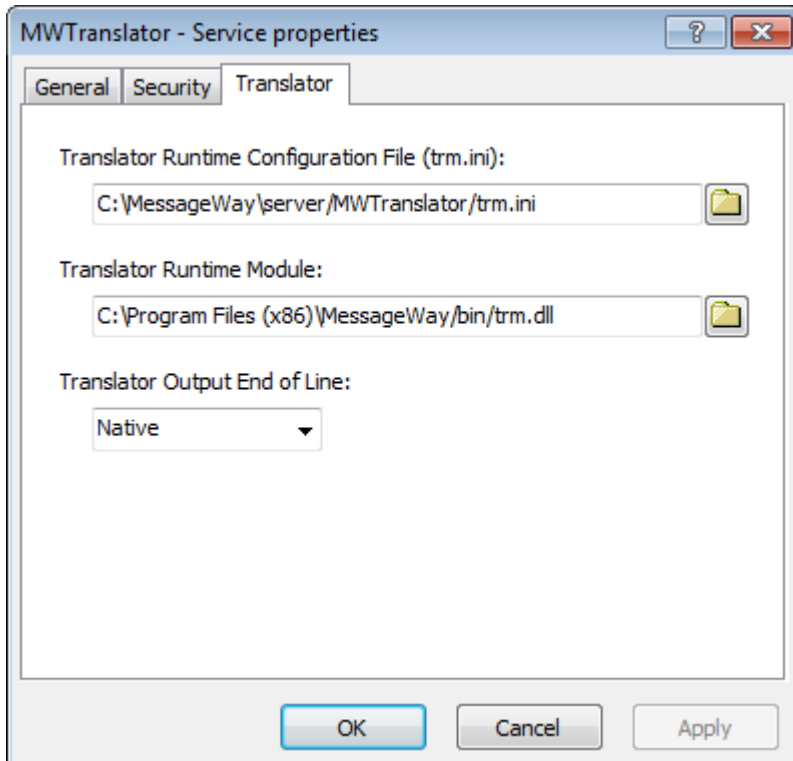 MWTranslator - Service properties
?
General Security Translator
Translator Runtime Configuration File (trm.ini):
C:\MessageWay\server/MWTranslator/trm.ini
Translator Runtime Module:
C:\Program Files (x86)\MessageWay/bin/trm.dll
Translator Output End of Line:
Native
OK Cancel Apply